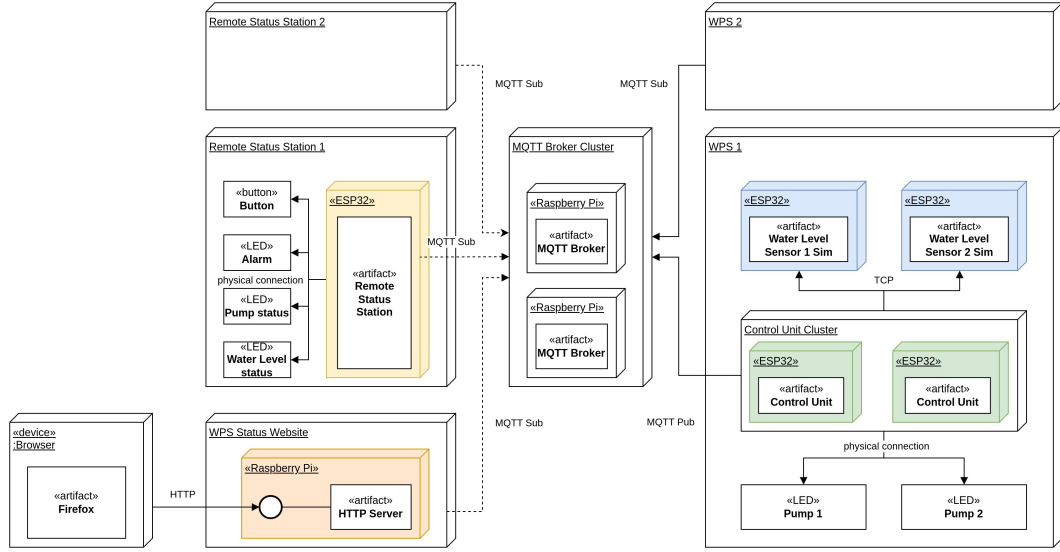 Remote Status Station 2
WPS 2
MQTT Sub
MQTT Sub
Remote Status Station 1
MQTT Broker Cluster
WPS 1
«button»
Button
«LED»
Alarm
physical connection
«LED»
Pump status
«LED»
Water Level
status
«ESP32»
«artifact»
Remote
Status
Station
MQTT Sub
«Raspberry Pi»
«artifact»
MQTT Broker
«Raspberry Pi»
«artifact»
MQTT Broker
«ESP32»
«artifact»
Water Level
Sensor 1 Sim
«ESP32»
«artifact»
Water Level
Sensor 2 Sim
TCP
Control Unit Cluster
«ESP32»
«artifact»
Control Unit
«ESP32»
«artifact»
Control Unit
MQTT Sub
MQTT Pub
physical connection
«LED»
Pump 1
«LED»
Pump 2
«device»
:Browser
«artifact»
Firefox
HTTP
WPS Status Website
«Raspberry Pi»
«artifact»
HTTP Server